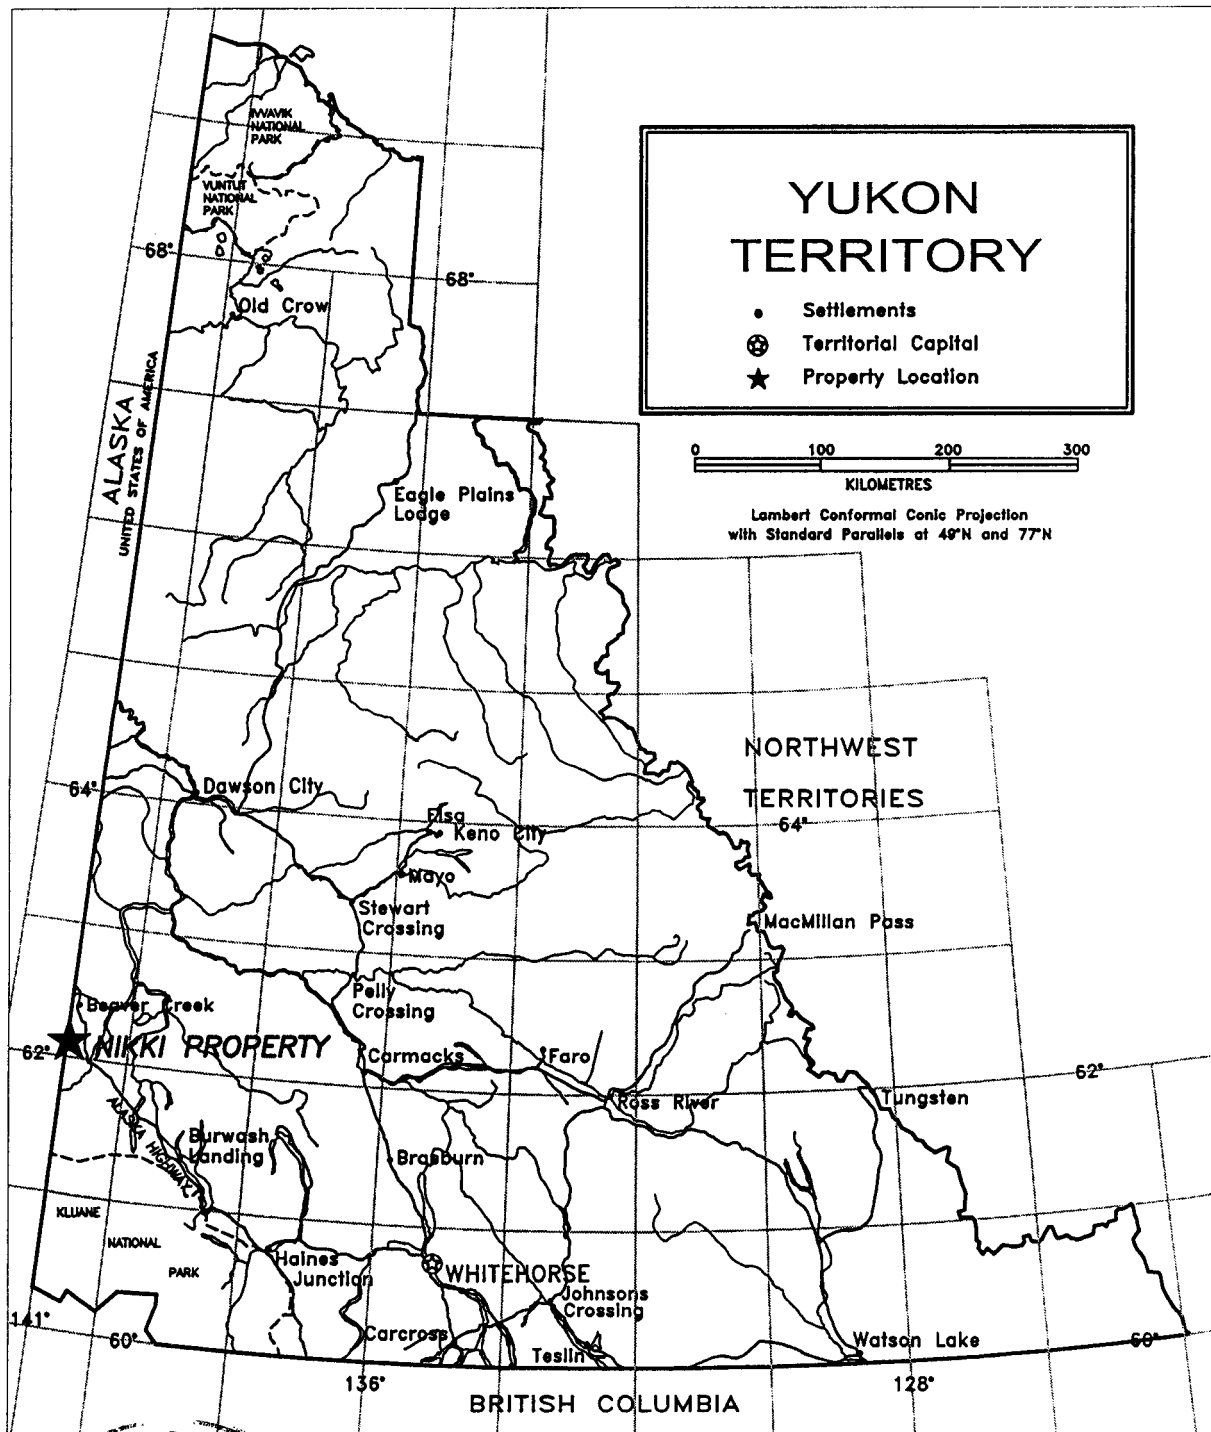 IVVAVIK
NATIONAL
PARK
VUNTUT
NATIONAL
PARK
YUKON
TERRITORY
Settlements
Territorial Capital
Property Location
68°
68°
Old Crow
ALASKA
UNITED STATES OF AMERICA
0 100 200 300
KILOMETRES
Lambert Conformal Conic Projection
with Standard Parallels at 49°N and 77°N
Eagle Plains
Lodge
NORTHWEST
TERRITORIES
64°
64°
Dawson City
Elsa
Keno City
Mayo
Stewart
Crossing
MacMillan Pass
Pelly
Crossing
Beaver Creek
NIKKI PROPERTY
62°
62°
Carmacks
Faro
Ross River
Tungsten
ALASKA HIGHWAY
Burwash
Landing
Braeburn
KLUANE
NATIONAL
PARK
Haines
Junction
WHITEHORSE
Johnsons
Crossing
Carcross
Teslin
Watson Lake
141°
60°
60°
136°
128°
BRITISH COLUMBIA